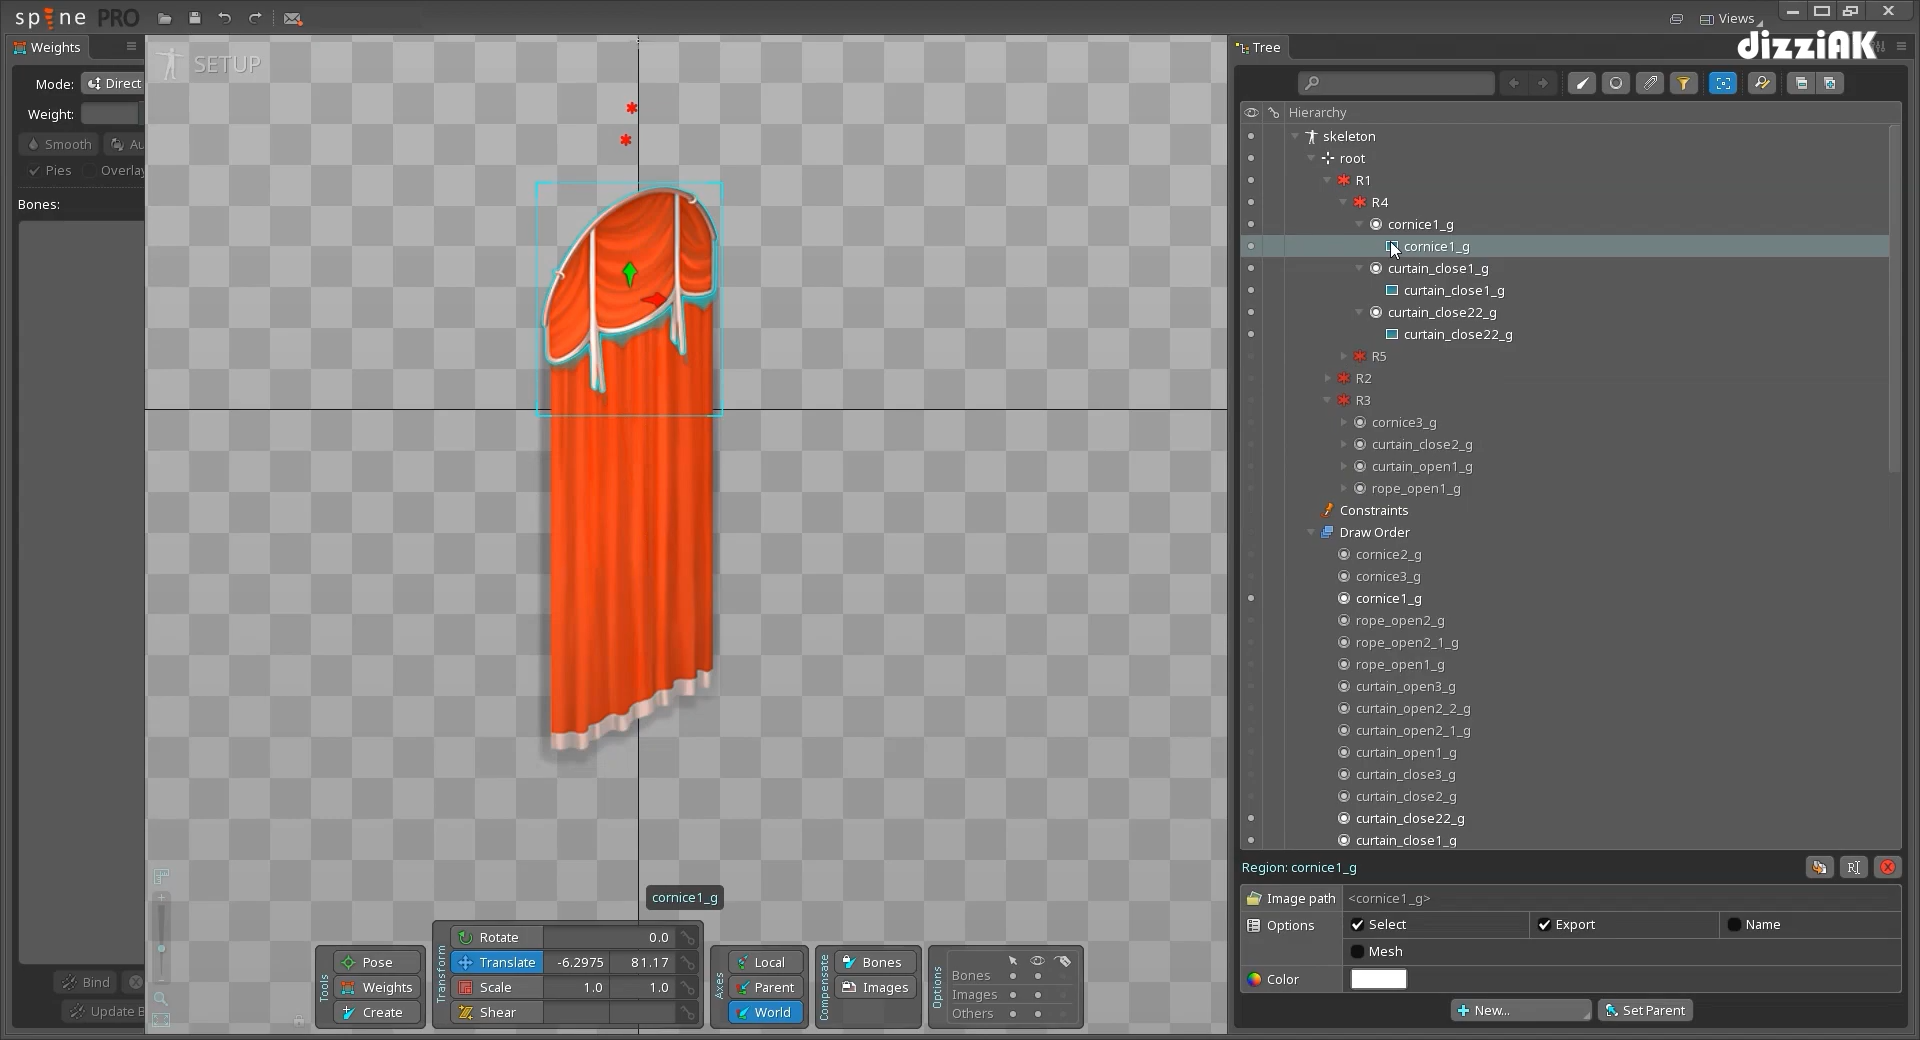 spine PRO
Views
dizziAK
Weights
SETUP
Tree
Mode: Direct
Weight:
Smooth Au
Pies Overlay
Bones:
Bind
Update B
Hierarchy
skeleton
root
R1
R4
cornice1_g
cornice1_g
curtain_close1_g
curtain_close1_g
curtain_close22_g
curtain_close22_g
R5
R2
R3
cornice3_g
curtain_close2_g
curtain_open1_g
rope_open1_g
Constraints
Draw Order
cornice2_g
cornice3_g
cornice1_g
rope_open2_g
rope_open2_1_g
rope_open1_g
curtain_open3_g
curtain_open2_2_g
curtain_open2_1_g
curtain_open1_g
curtain_close3_g
curtain_close2_g
curtain_close22_g
curtain_close1_g
Region: cornice1_g
Image path <cornice1_g>
Options Select Export Name
Mesh
Color
New... Set Parent
cornice1_g
Tools
Pose
Weights
Create
Transform
Rotate 0.0
Translate -6.2975 81.17
Scale 1.0 1.0
Shear
Axes
Local
Parent
World
Compensate
Bones
Images
Options
Bones
Images
Others